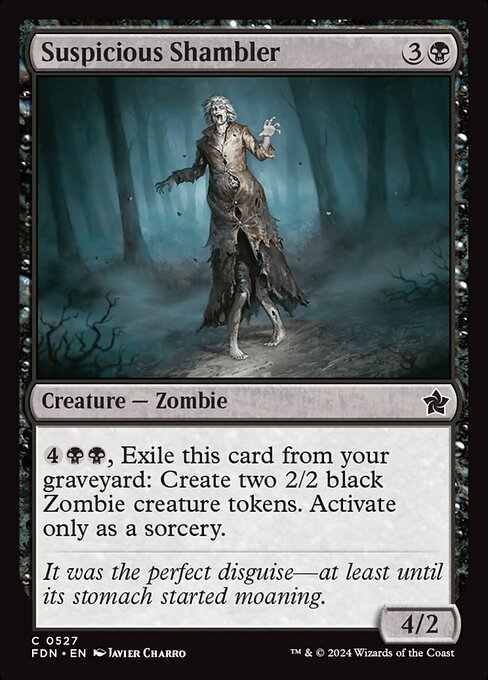 Suspicious Shambler 3
Creature — Zombie
4, Exile this card from your
graveyard: Create two 2/2 black
Zombie creature tokens. Activate
only as a sorcery.
It was the perfect disguise—at least until
its stomach started moaning.
4/2
C 0527
FDN • EN Javier Charro
™ & © 2024 Wizards of the Coast